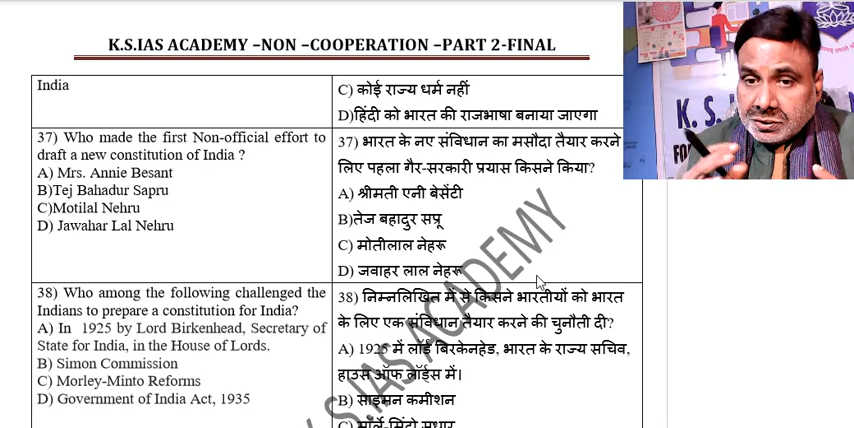 K.S.IAS ACADEMY –NON –COOPERATION –PART 2-FINAL
India
37) Who made the first Non-official effort to
draft a new constitution of India ?
A) Mrs. Annie Besant
B)Tej Bahadur Sapru
C)Motilal Nehru
D) Jawahar Lal Nehru
38) Who among the following challenged the
Indians to prepare a constitution for India?
A) In 1925 by Lord Birkenhead, Secretary of
State for India, in the House of Lords.
B) Simon Commission
C) Morley-Minto Reforms
D) Government of India Act, 1935
C) कोई राज्य धर्म नहीं
D)हिंदी को भारत की राजभाषा बनाया जाएगा
37) भारत के नए संविधान का मसौदा तैयार करने
लिए पहला गैर-सरकारी प्रयास किसने किया?
A) श्रीमती एनी बेसेंटी
B)तेज बहादुर सप्रू
C) मोतीलाल नेहरू
D) जवाहर लाल नेहरू
38) निम्नलिखित में से किसने भारतीयों को भारत
के लिए एक संविधान तैयार करने की चुनौती दी?
A) 1925 में लॉर्ड बिरकेनहेड, भारत के राज्य सचिव,
हाउस ऑफ लॉर्ड्स में।
B) साइमन कमीशन
C) मॉर्ले-मिंटो सुधार
K.S.IAS ACADEMY
K. S.